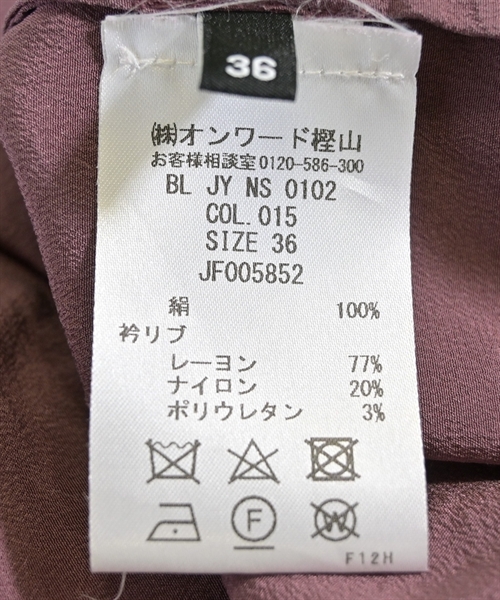 36
㈱オンワード樫山
お客様相談室0120-586-300
BL JY NS 0102
COL.015
SIZE 36
JF005852
絹 100%
衿リブ
レーヨン 77%
ナイロン 20%
ポリウレタン 3%
F
W
F12H